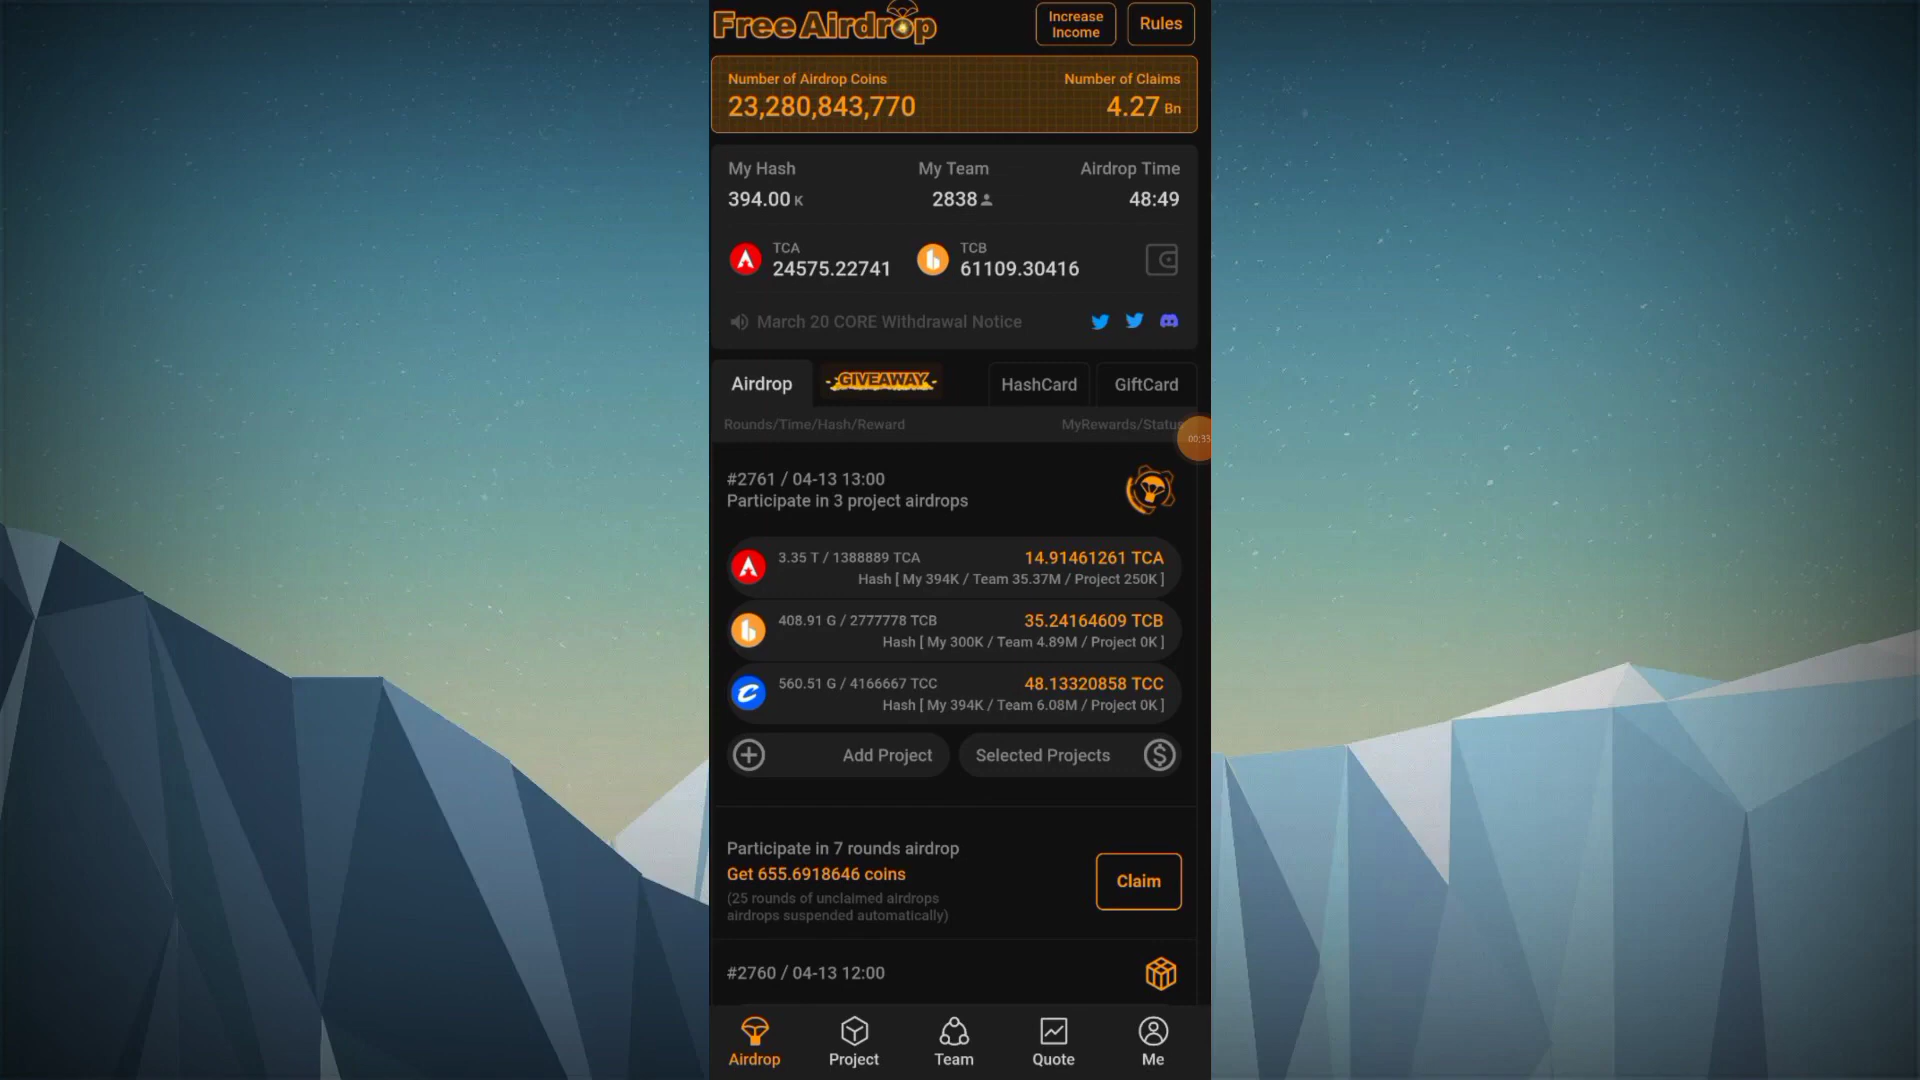 Free Airdrop
Increase Income
Rules
Number of Airdrop Coins
Number of Claims
23,280,843,770
4.27 Bn
My Hash
My Team
Airdrop Time
394.00 K
2838
48:49
TCA
24575.22741
TCB
61109.30416
March 20 CORE Withdrawal Notice
Airdrop
GIVEAWAY
HashCard
GiftCard
Rounds/Time/Hash/Reward
MyRewards/Status
00:33
#2761 / 04-13 13:00
Participate in 3 project airdrops
3.35 T / 1388889 TCA
14.91461261 TCA
Hash [ My 394K / Team 35.37M / Project 250K ]
408.91 G / 2777778 TCB
35.24164609 TCB
Hash [ My 300K / Team 4.89M / Project 0K ]
560.51 G / 4166667 TCC
48.13320858 TCC
Hash [ My 394K / Team 6.08M / Project 0K ]
Add Project
Selected Projects
Participate in 7 rounds airdrop
Get 655.6918646 coins
(25 rounds of unclaimed airdrops
airdrops suspended automatically)
Claim
#2760 / 04-13 12:00
Airdrop
Project
Team
Quote
Me